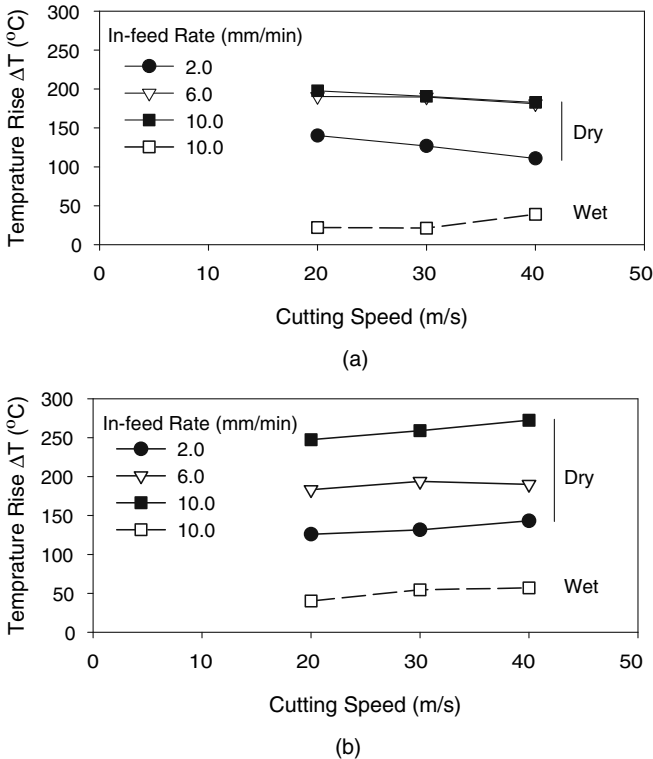 300
In-feed Rate (mm/min)
250
2.0
6.0
200
10.0
150
10.0
Dry
100
50
Wet
0
0
10
20
30
40
50
Temprature Rise ΔT (°C)
Cutting Speed (m/s)
(a)
300
In-feed Rate (mm/min)
250
2.0
6.0
200
10.0
Dry
150
10.0
100
50
Wet
0
0
10
20
30
40
50
Temprature Rise ΔT (°C)
Cutting Speed (m/s)
(b)